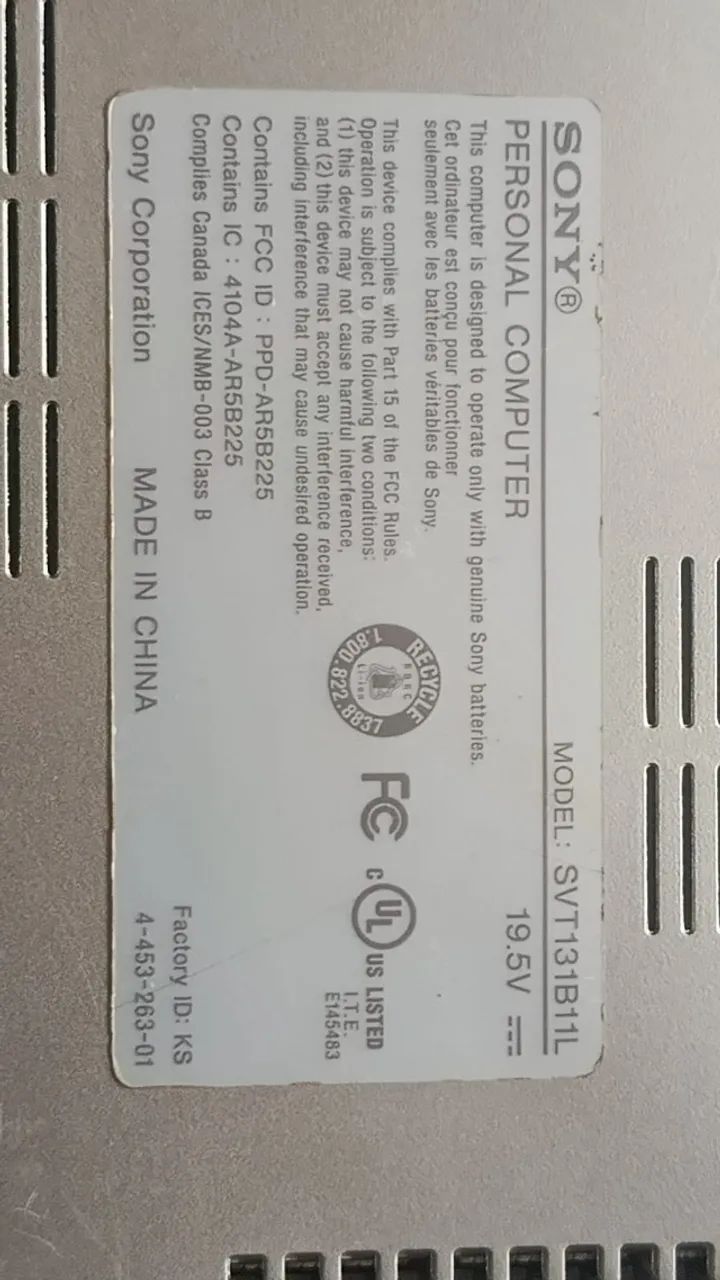 SONY®
MODEL: SVT131B11L
PERSONAL COMPUTER
19.5V
This computer is designed to operate only with genuine Sony batteries.
Cet ordinateur est conçu pour fonctionner
seulement avec les batteries véritables de Sony.
This device complies with Part 15 of the FCC Rules.
Operation is subject to the following two conditions:
(1) this device may not cause harmful interference,
and (2) this device must accept any interference received,
including interference that may cause undesired operation.
RECYCLE
RBRC
Li-ion
1.800.822.8837
FC
C UL US LISTED
I.T.E.
E145483
Contains FCC ID : PPD-AR5B225
Contains IC : 4104A-AR5B225
Complies Canada ICES/NMB-003 Class B
Factory ID: KS
Sony Corporation MADE IN CHINA
4-453-263-01